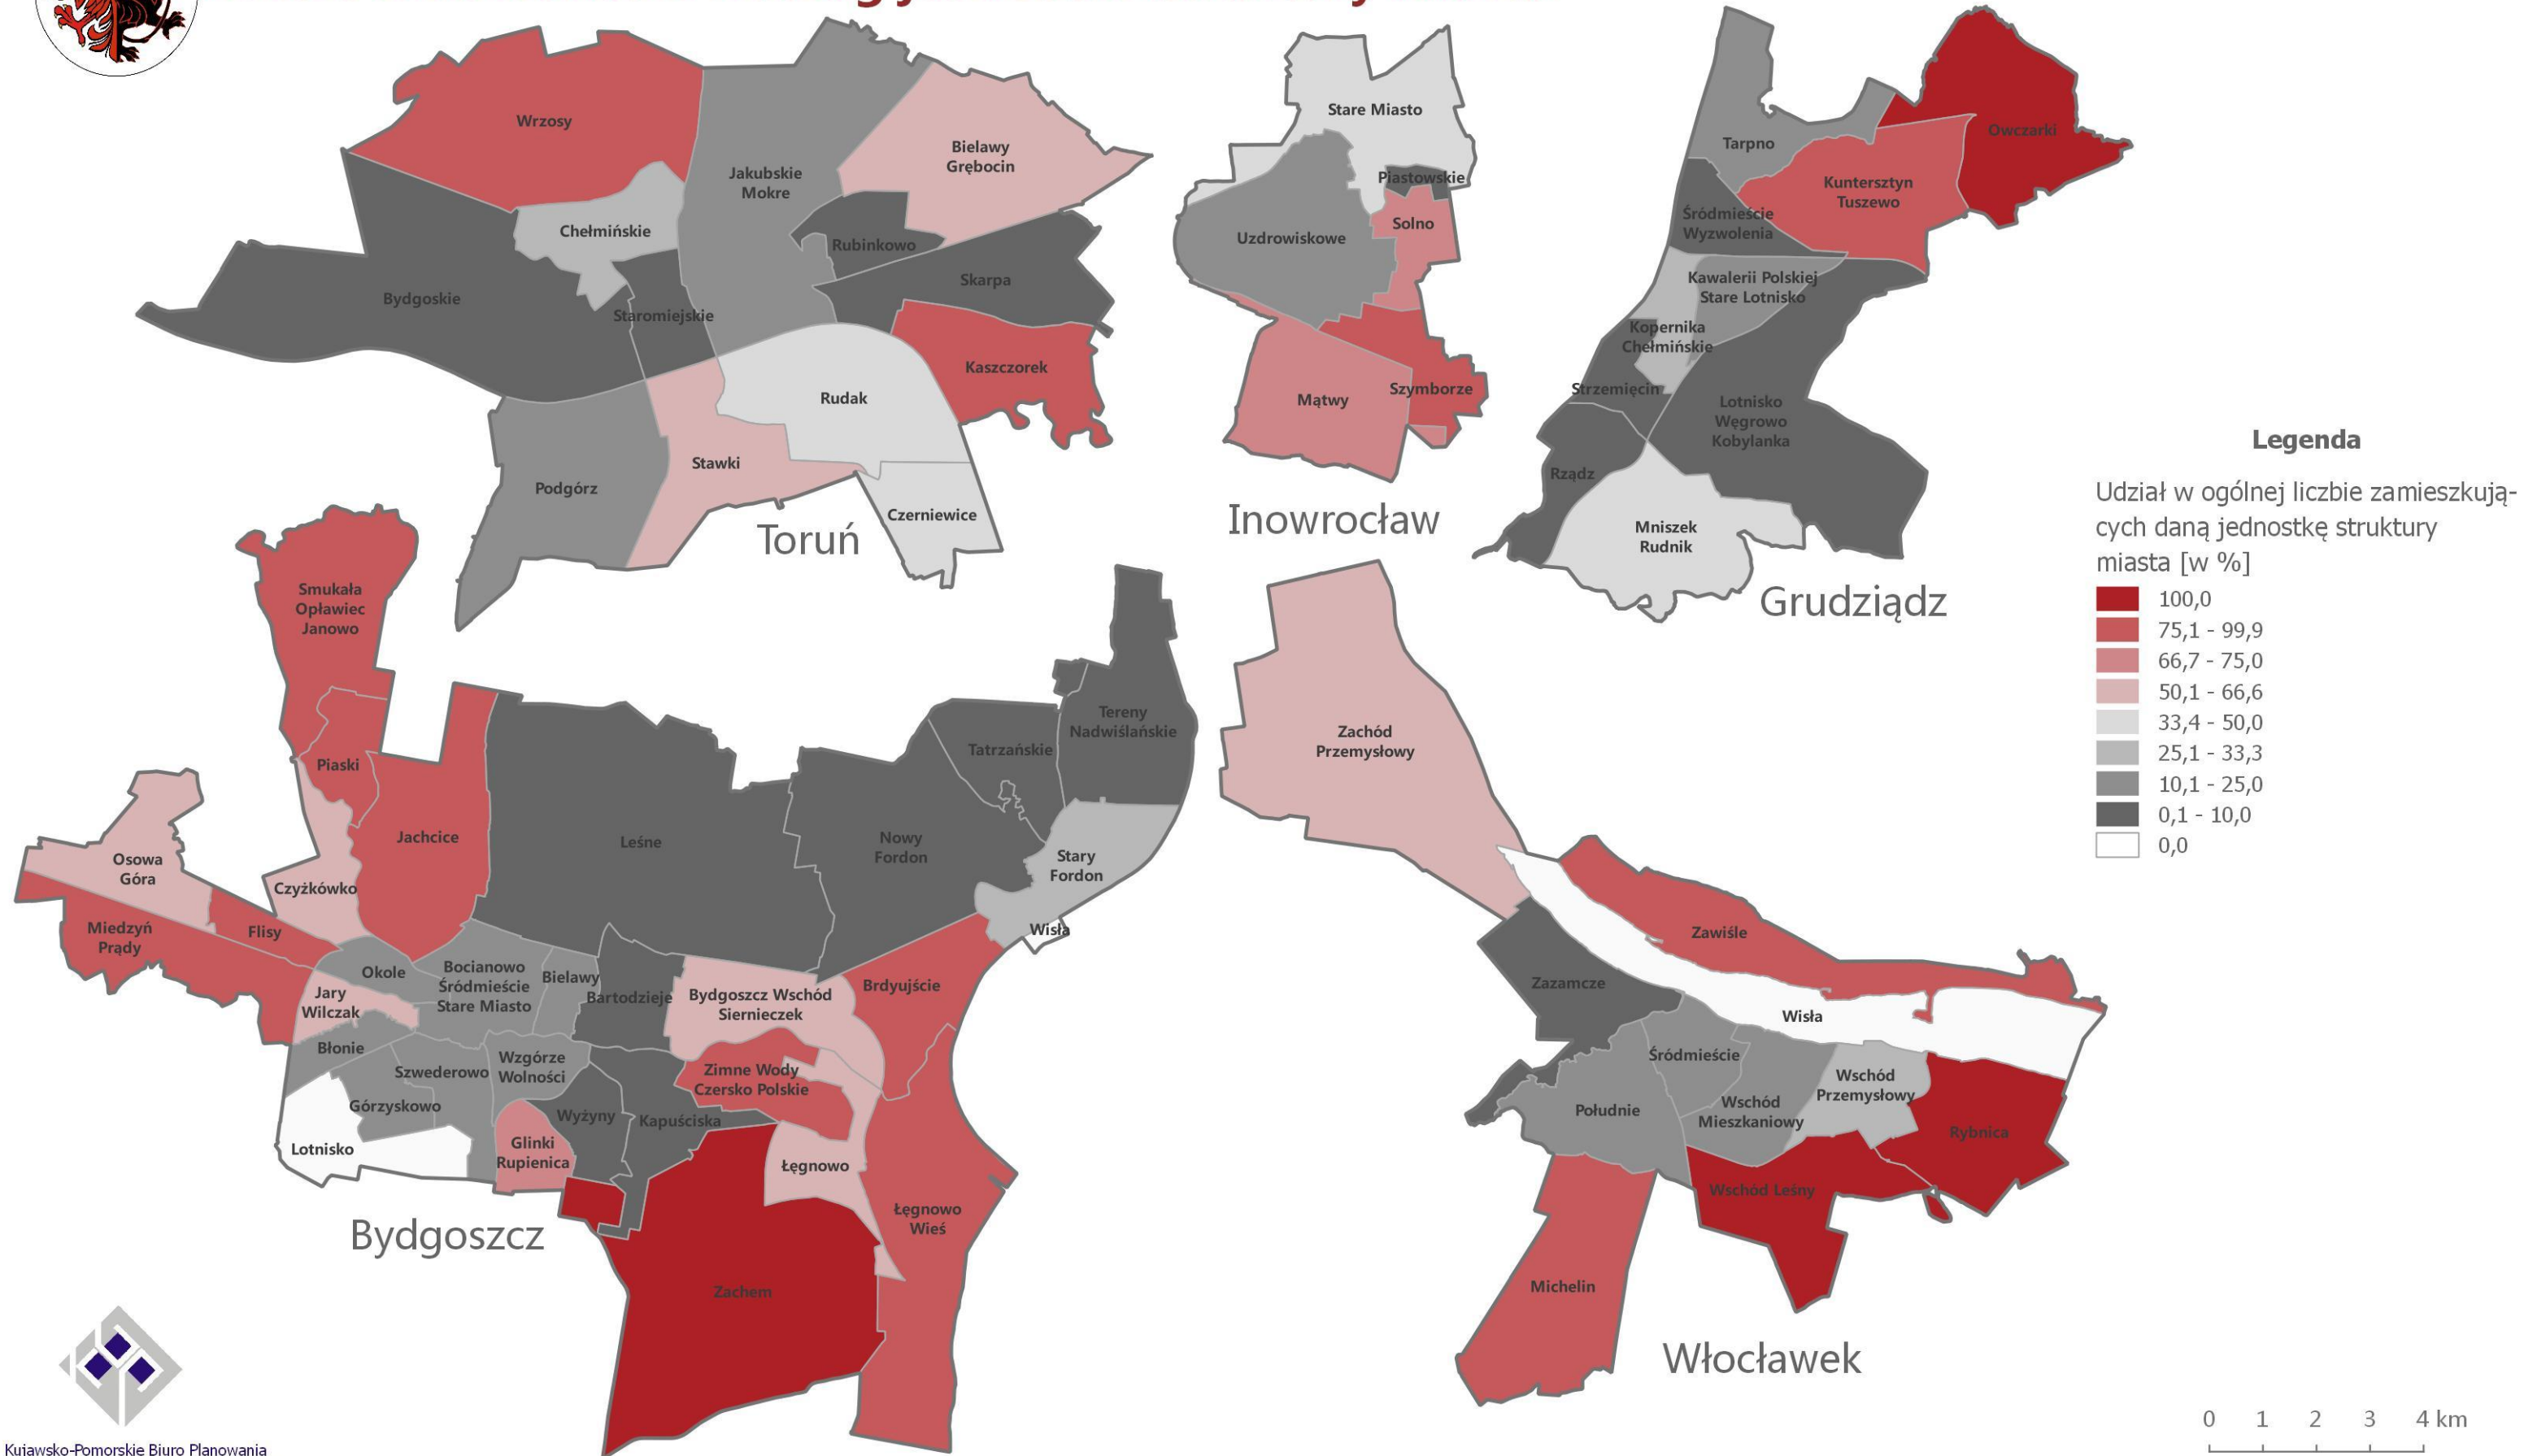 Wrzosy
Bielawy
Grębocin
Jakubskie
Mokre
Chełmińskie
Rubinkowo
Bydgoskie
Skarpa
Staromiejskie
Kaszczorek
Rudak
Stawki
Podgórz
Czerniewice
Toruń
Stare Miasto
Piastowskie
Solno
Uzdrowiskowe
Szymborze
Mątwy
Inowrocław
Owczarki
Tarpno
Kuntersztyn
Tuszewo
Śródmieście
Wyzwolenia
Kawalerii Polskiej
Stare Lotnisko
Kopernika
Chełmińskie
Strzemięcin
Lotnisko
Węgrowo
Kobylanka
Rządz
Mniszek
Rudnik
Grudziądz
Legenda
Udział w ogólnej liczbie zamieszkują-
cych daną jednostkę struktury
miasta [w %]
100,0
75,1 - 99,9
66,7 - 75,0
50,1 - 66,6
33,4 - 50,0
25,1 - 33,3
10,1 - 25,0
0,1 - 10,0
0,0
Smukała
Opławiec
Janowo
Piaski
Jachcice
Leśne
Nowy
Fordon
Tatrzańskie
Tereny
Nadwiślańskie
Stary
Fordon
Wisła
Osowa
Góra
Czyżkówko
Miedzyń
Prądy
Flisy
Okole
Bocianowo
Śródmieście
Stare Miasto
Bielawy
Bartodzieje
Bydgoszcz Wschód
Siernieczek
Brdyujście
Jary
Wilczak
Błonie
Szwederowo
Wzgórze
Wolności
Zimne Wody
Czersko Polskie
Górzyskowo
Wyżyny
Kapuściska
Lotnisko
Glinki
Rupienica
Łęgnowo
Łęgnowo
Wieś
Zachem
Bydgoszcz
Zachód
Przemysłowy
Zawiśle
Zazamcze
Wisła
Śródmieście
Wschód
Przemysłowy
Południe
Wschód
Mieszkaniowy
Rybnica
Wschód Leśny
Michelin
Włocławek
0 1 2 3 4 km
Kujawsko-Pomorskie Biuro Planowania